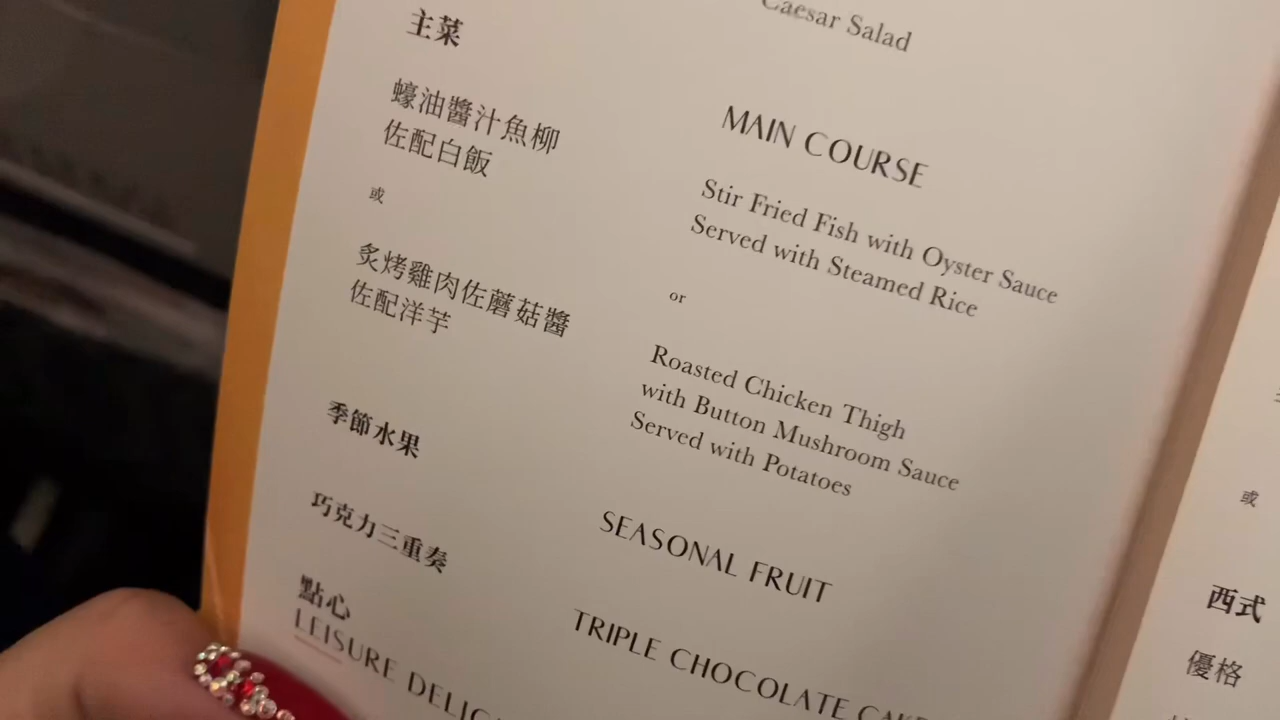 主菜
蠔油醬汁魚柳
佐配白飯
或
炙烤雞肉佐蘑菇醬
佐配洋芋
季節水果
巧克力三重奏
點心
LEISURE DELIC
Caesar Salad
MAIN COURSE
Stir Fried Fish with Oyster Sauce
Served with Steamed Rice
or
Roasted Chicken Thigh
with Button Mushroom Sauce
Served with Potatoes
SEASONAL FRUIT
TRIPLE CHOCOLATE CAKE
或
西式
優格